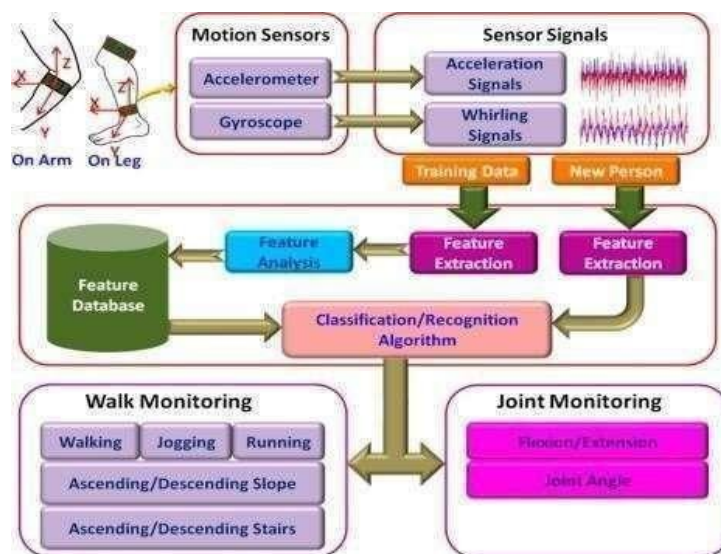 Motion Sensors
Sensor Signals
Z
X
Y
On Arm
Z
X
Y
On Leg
Accelerometer
Gyroscope
Acceleration
Signals
Whirling
Signals
Training Data
New Person
Feature
Database
Feature
Analysis
Feature
Extraction
Feature
Extraction
Classification/Recognition
Algorithm
Walk Monitoring
Walking
Jogging
Running
Ascending/Descending Slope
Ascending/Descending Stairs
Joint Monitoring
Flexion/Extension
Joint Angle